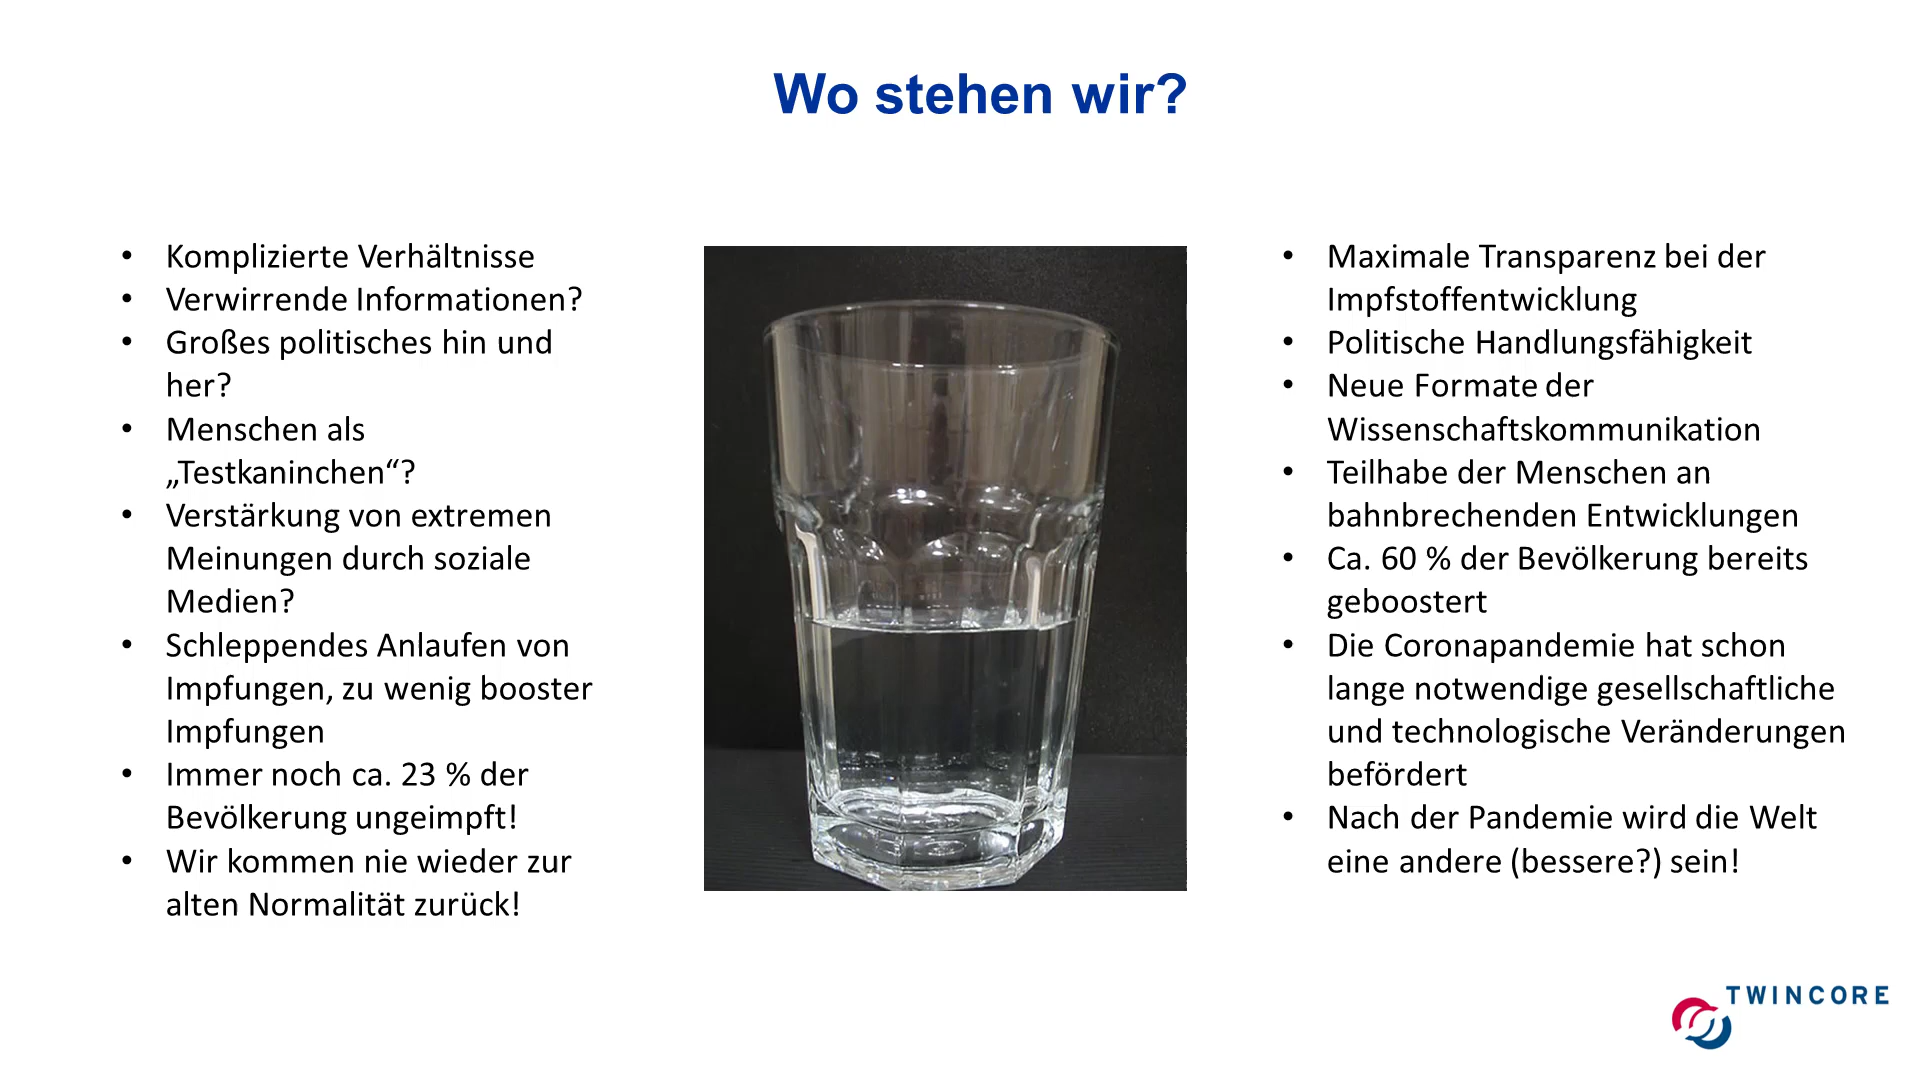 Wo stehen wir?
• Komplizierte Verhältnisse
• Verwirrende Informationen?
• Großes politisches hin und
her?
• Menschen als
„Testkaninchen“?
• Verstärkung von extremen
Meinungen durch soziale
Medien?
• Schleppendes Anlaufen von
Impfungen, zu wenig booster
Impfungen
• Immer noch ca. 23 % der
Bevölkerung ungeimpft!
• Wir kommen nie wieder zur
alten Normalität zurück!
• Maximale Transparenz bei der
Impfstoffentwicklung
• Politische Handlungsfähigkeit
• Neue Formate der
Wissenschaftskommunikation
• Teilhabe der Menschen an
bahnbrechenden Entwicklungen
• Ca. 60 % der Bevölkerung bereits
geboostert
• Die Coronapandemie hat schon
lange notwendige gesellschaftliche
und technologische Veränderungen
befördert
• Nach der Pandemie wird die Welt
eine andere (bessere?) sein!
TWINCORE